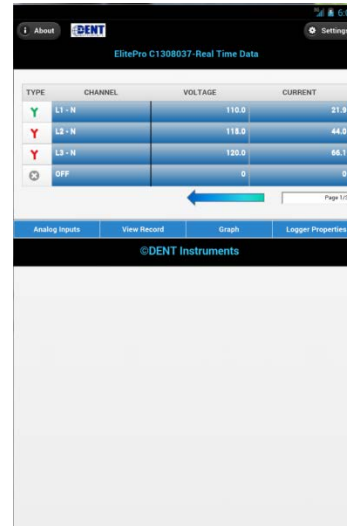 6:0
i About DENT Settings
ElitePro C1308037-Real Time Data
TYPE CHANNEL VOLTAGE CURRENT
L1 - N 110.0 21.9
L2 - N 115.0 44.0
L3 - N 120.0 66.1
OFF 0 0
Page 1/5
Analog Inputs View Record Graph Logger Properties
©DENT Instruments